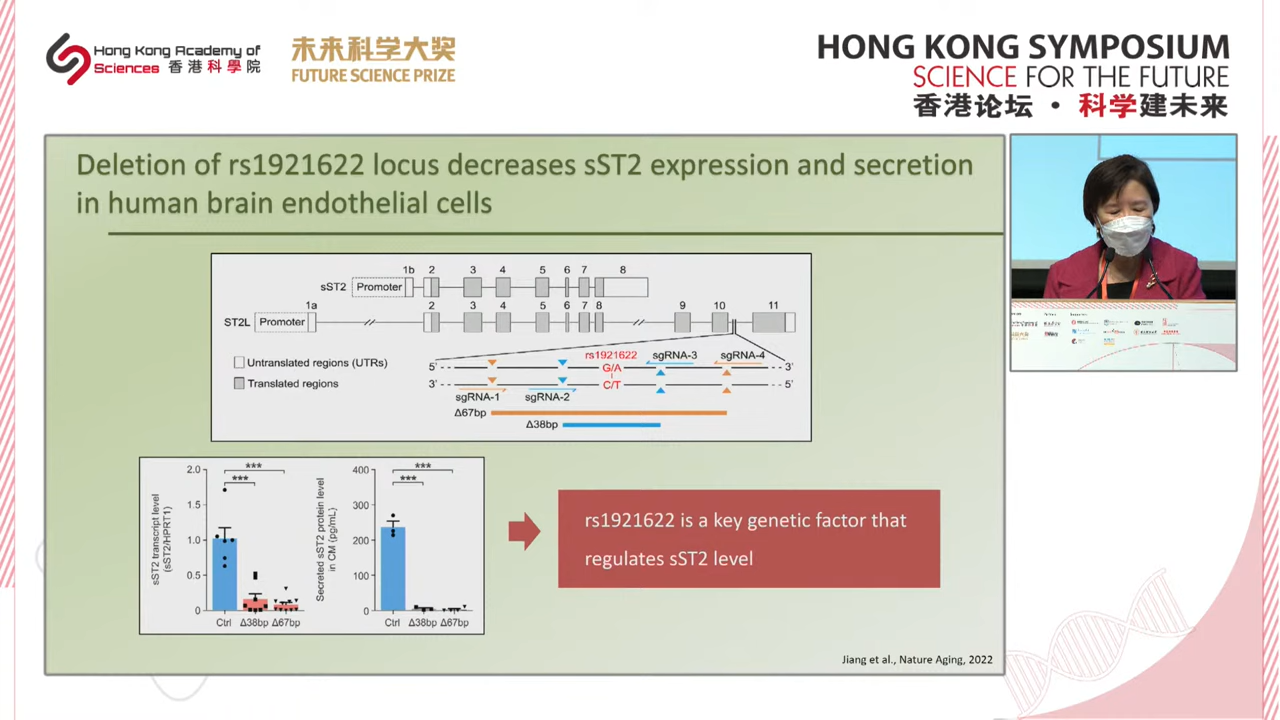 Hong Kong Academy of
Sciences 香港科學院
未来科学大奖
FUTURE SCIENCE PRIZE
HONG KONG SYMPOSIUM
SCIENCE FOR THE FUTURE
香港论坛 · 科学建未来
Deletion of rs1921622 locus decreases sST2 expression and secretion
in human brain endothelial cells
1b 2 3 4 5 6 7 8
sST2 Promoter
1a 2 3 4 5 6 7 8 9 10 11
ST2L Promoter
Untranslated regions (UTRs)
Translated regions
rs1921622 sgRNA-3 sgRNA-4
5' G/A 3'
3' C/T 5'
sgRNA-1 sgRNA-2
Δ67bp
Δ38bp
sST2 transcript level
(sST2/HPRT1)
2.0
1.5
1.0
0.5
0
*** 
***
Ctrl Δ38bp Δ67bp
Secreted sST2 protein level
in CM (pg/mL)
400
300
200
100
0
***
***
Ctrl Δ38bp Δ67bp
rs1921622 is a key genetic factor that
regulates sST2 level
Jiang et al., Nature Aging, 2022